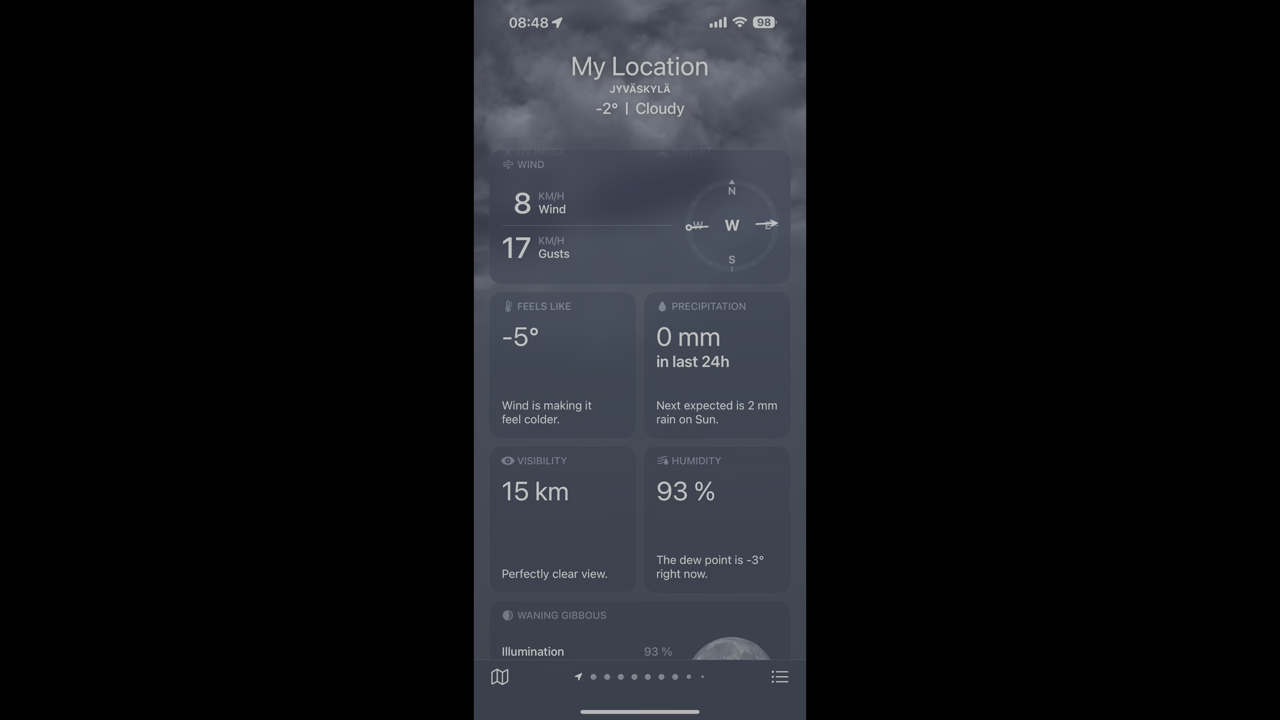 08:48
98
My Location
JYVÄSKYLÄ
-2° | Cloudy
UV INDEX
SUNSET
WIND
8 KM/H
Wind
17 KM/H
Gusts
N
W
W
E
S
FEELS LIKE
-5°
Wind is making it
feel colder.
PRECIPITATION
0 mm
in last 24h
Next expected is 2 mm
rain on Sun.
VISIBILITY
15 km
Perfectly clear view.
HUMIDITY
93 %
The dew point is -3°
right now.
WANING GIBBOUS
Illumination 93 %